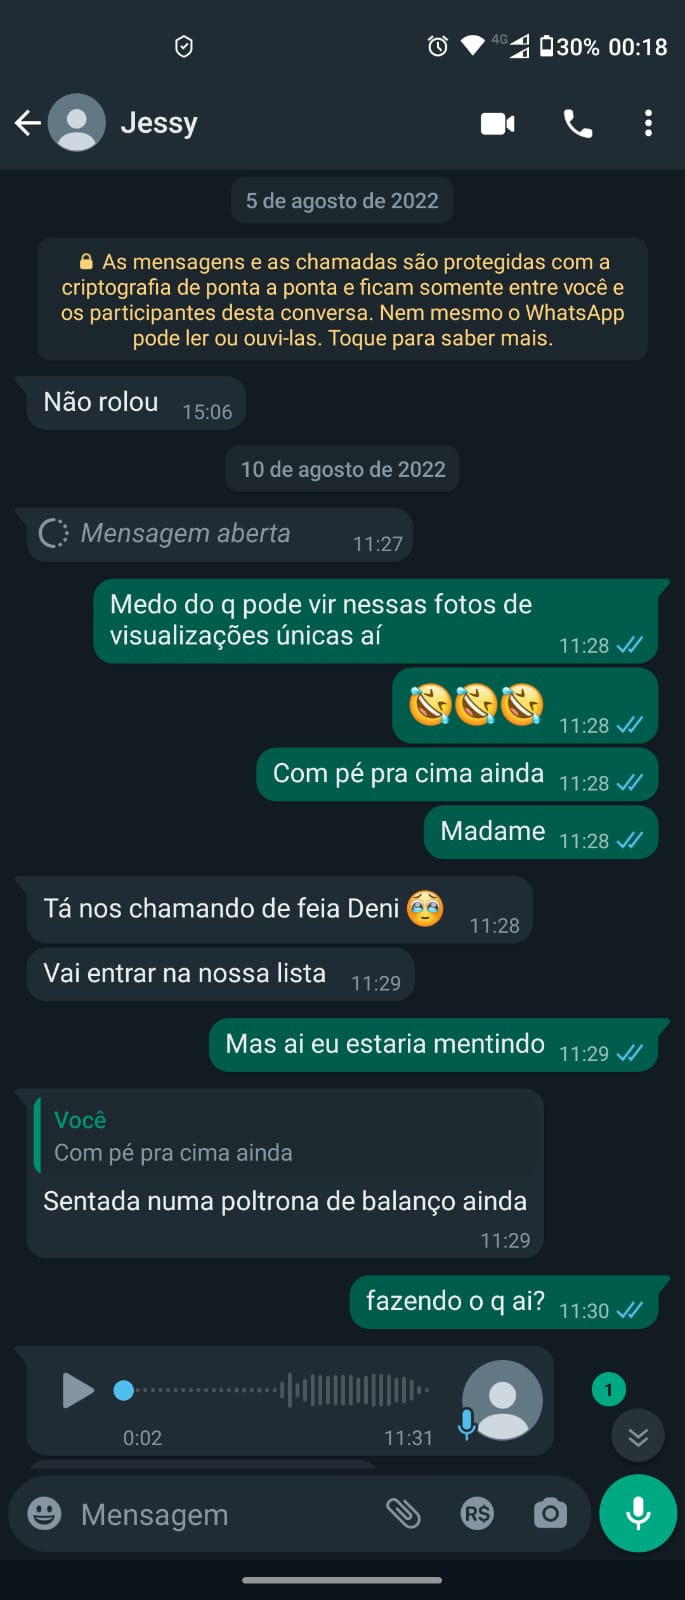 4G 30% 00:18
Jessy
5 de agosto de 2022
As mensagens e as chamadas são protegidas com a
criptografia de ponta a ponta e ficam somente entre você e
os participantes desta conversa. Nem mesmo o WhatsApp
pode ler ou ouvi-las. Toque para saber mais.
Não rolou 15:06
10 de agosto de 2022
Mensagem aberta 11:27
Medo do q pode vir nessas fotos de
visualizações únicas aí 11:28
🤣🤣🤣 11:28
Com pé pra cima ainda 11:28
Madame 11:28
Tá nos chamando de feia Deni 🥹 11:28
Vai entrar na nossa lista 11:29
Mas ai eu estaria mentindo 11:29
Você
Com pé pra cima ainda
Sentada numa poltrona de balanço ainda
11:29
fazendo o q ai? 11:30
1
0:02 11:31
Mensagem R$